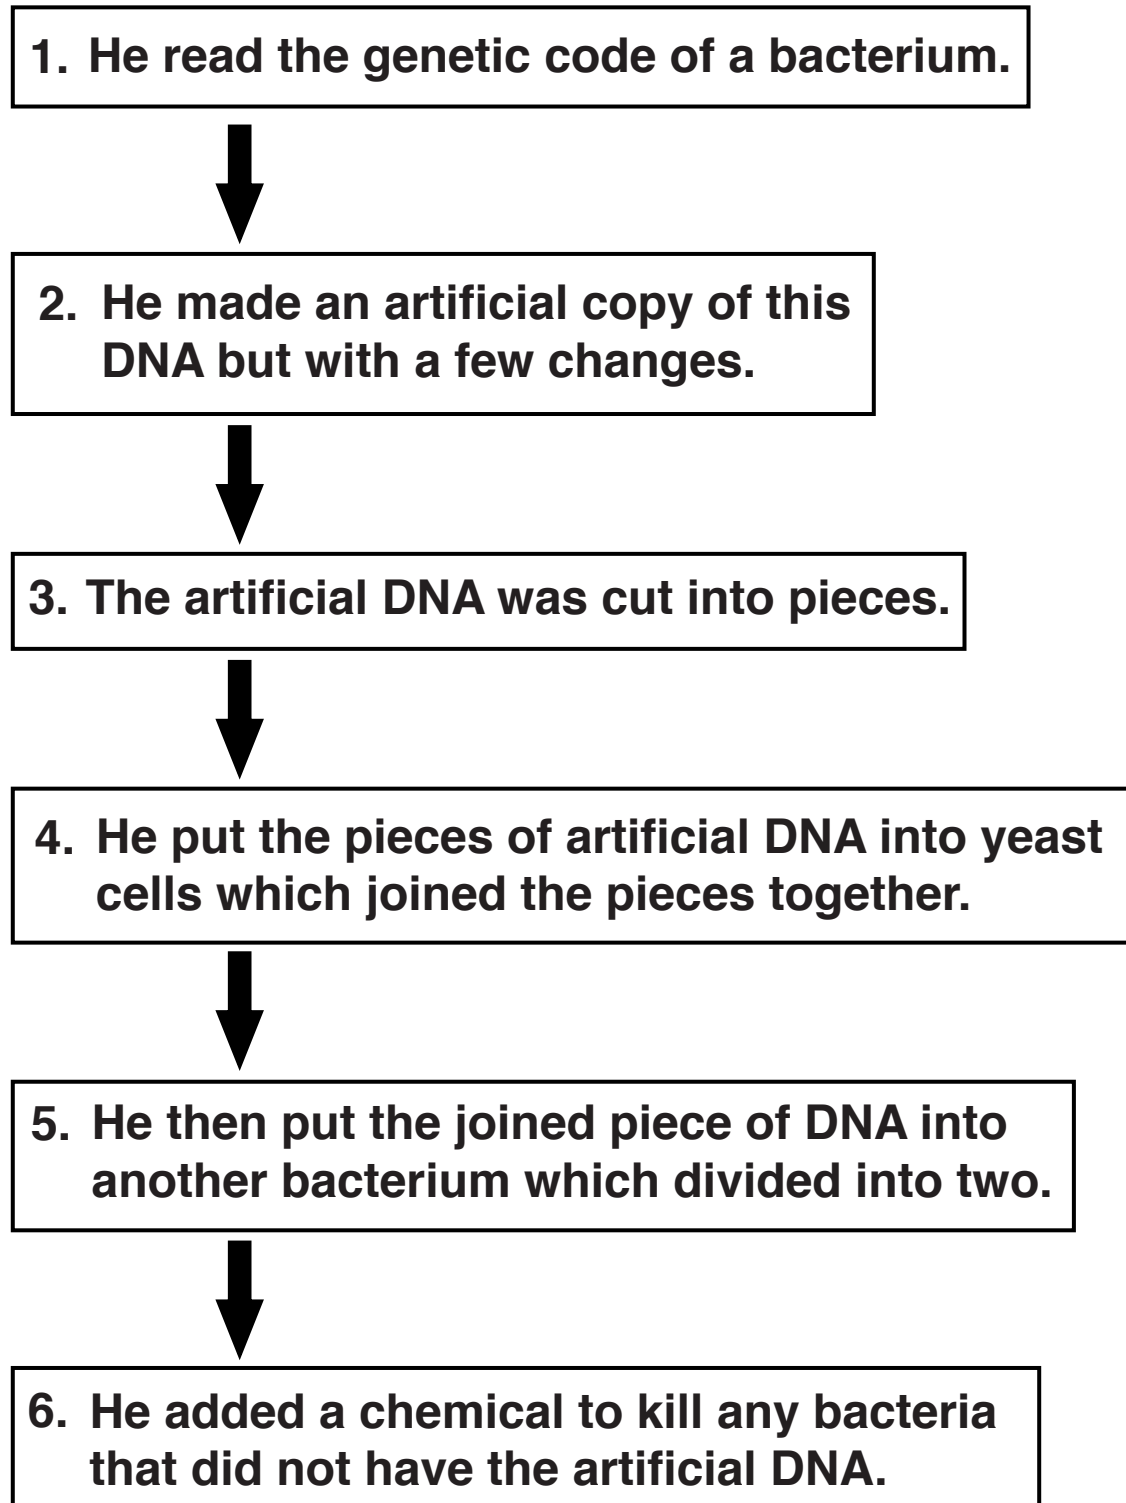 1. He read the genetic code of a bacterium.
2. He made an artificial copy of this
DNA but with a few changes.
3. The artificial DNA was cut into pieces.
4. He put the pieces of artificial DNA into yeast
cells which joined the pieces together.
5. He then put the joined piece of DNA into
another bacterium which divided into two.
6. He added a chemical to kill any bacteria
that did not have the artificial DNA.